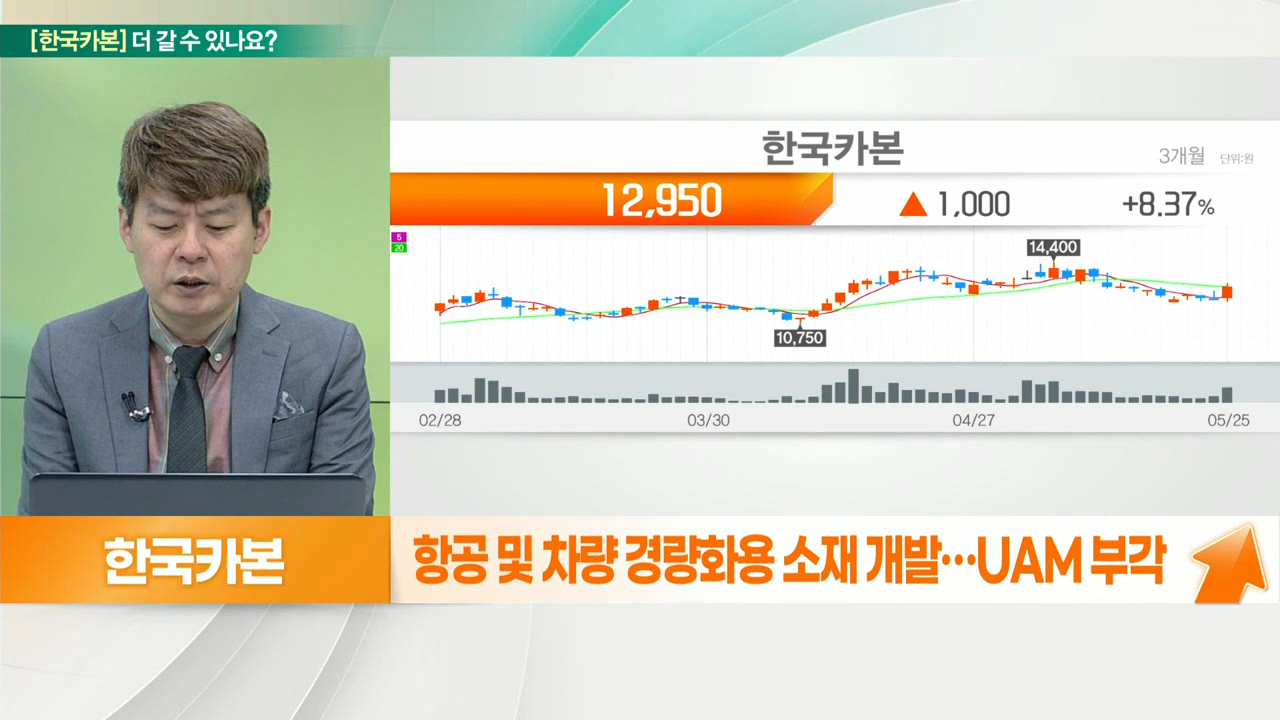 [한국카본] 더 갈 수 있나요?
한국카본
3개월 단위:원
12,950 ▲ 1,000 +8.37%
5
20
14,400
10,750
02/28 03/30 04/27 05/25
한국카본
항공 및 차량 경량화용 소재 개발…UAM 부각